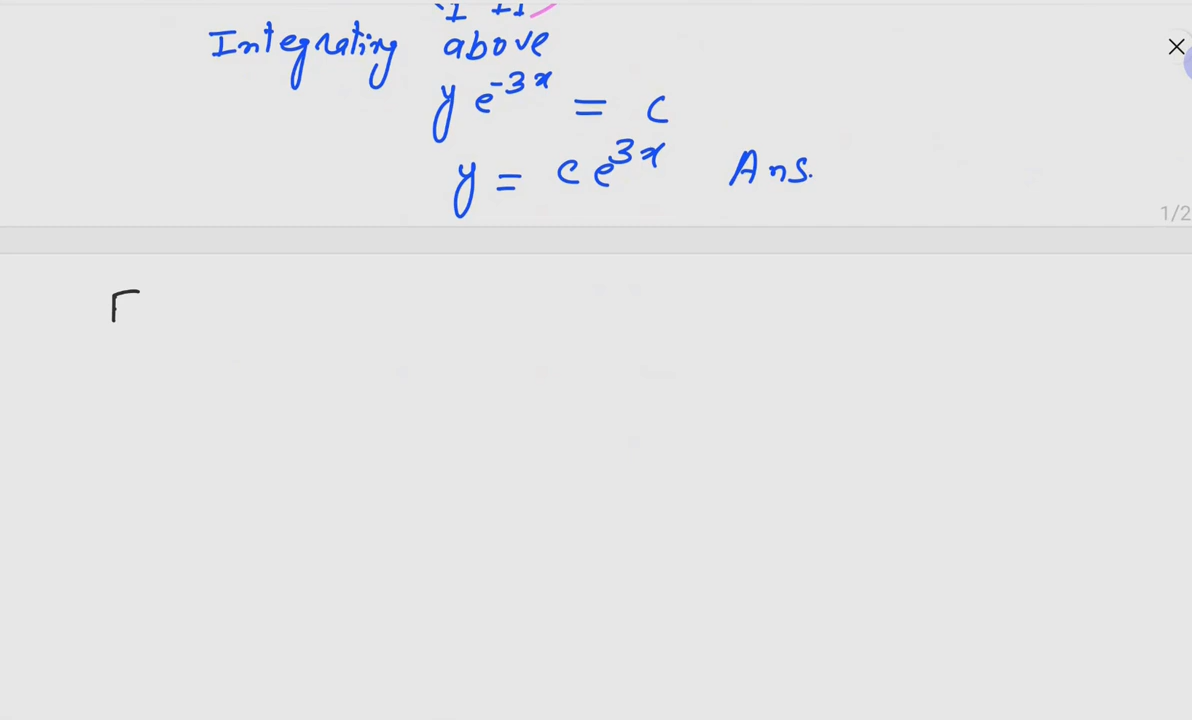 Integrating above
y e^{-3x} = c
y = c e^{3x} Ans.
1/2